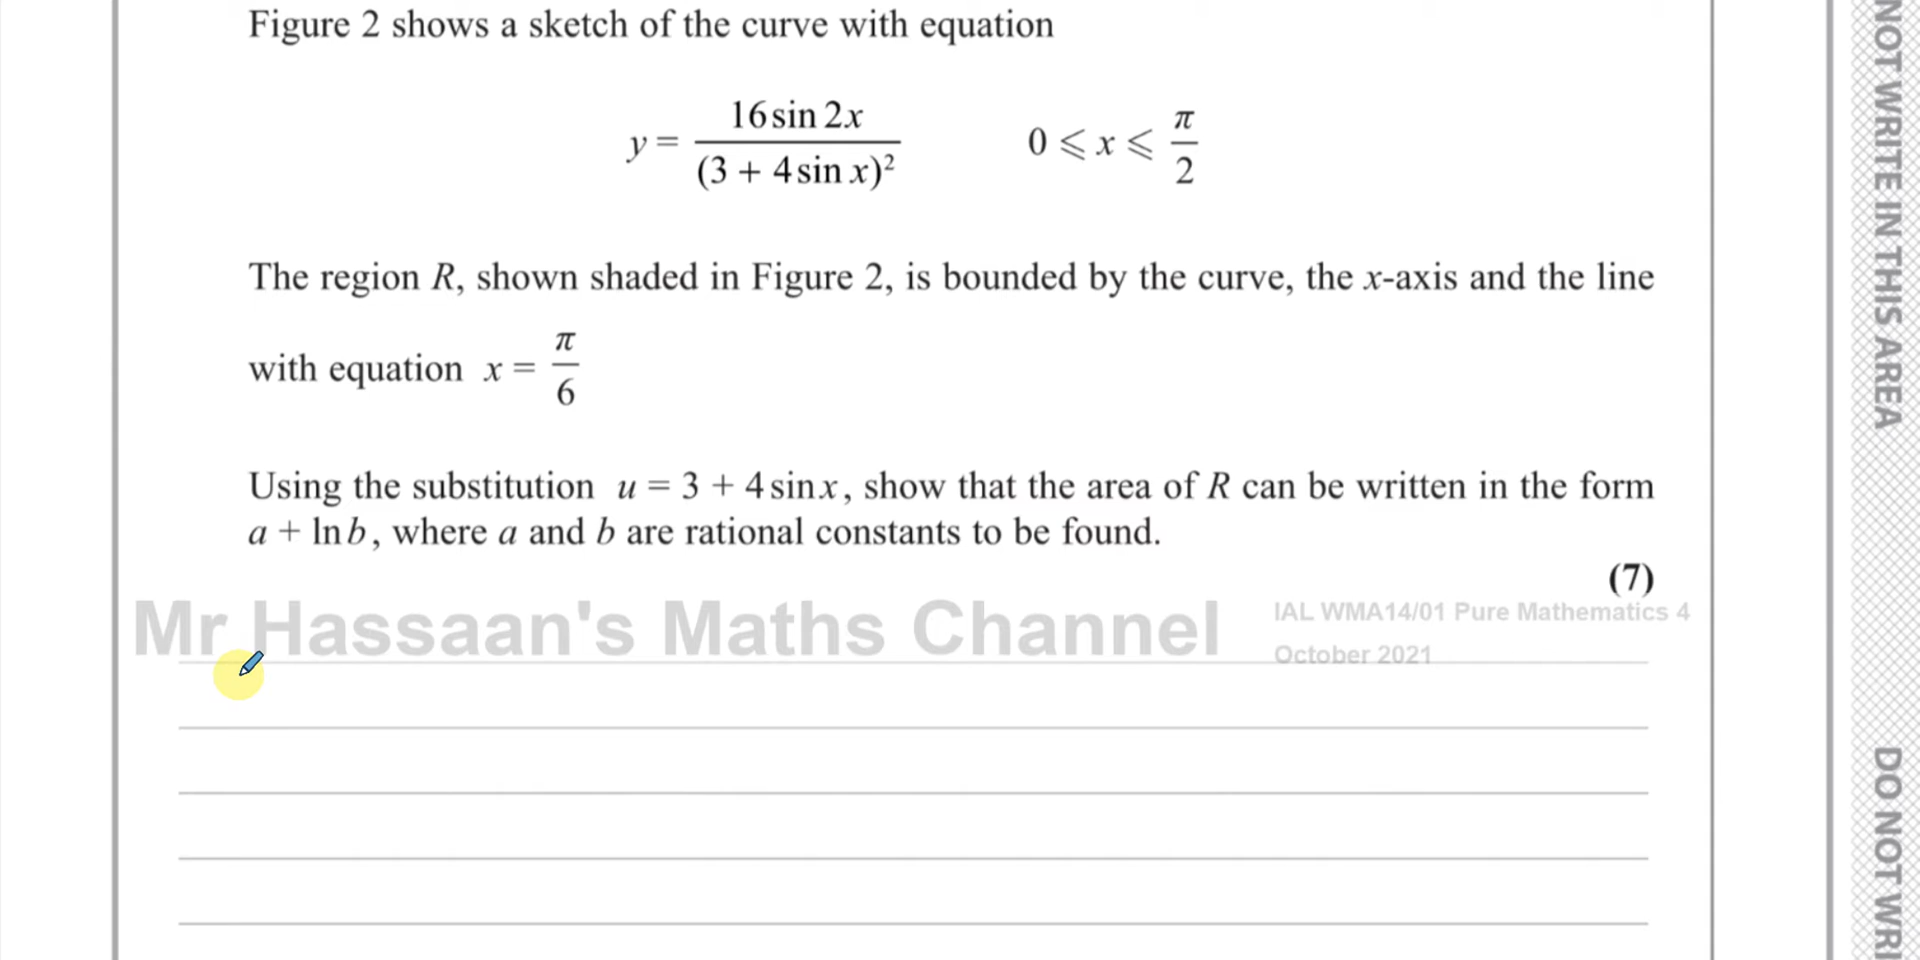 Figure 2 shows a sketch of the curve with equation
y = 16 sin 2x / (3 + 4 sin x)² 0 ⩽ x ⩽ π/2
The region R, shown shaded in Figure 2, is bounded by the curve, the x-axis and the line
with equation x = π/6
Using the substitution u = 3 + 4 sin x, show that the area of R can be written in the form
a + ln b, where a and b are rational constants to be found.
(7)
Mr Hassaan's Maths Channel
IAL WMA14/01 Pure Mathematics 4
October 2021
NOT WRITE IN THIS AREA
DO NOT WRI